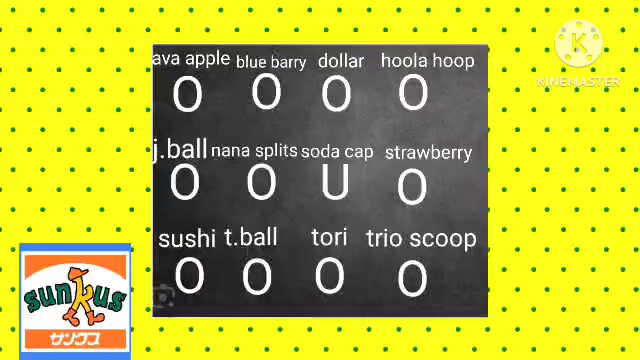 ava apple blue barry dollar hoola hoop
O O O O
j.ball nana splits soda cap strawberry
O O U O
sushi t.ball tori trio scoop
O O O O
KINEMASTER
sunkus
サンクス